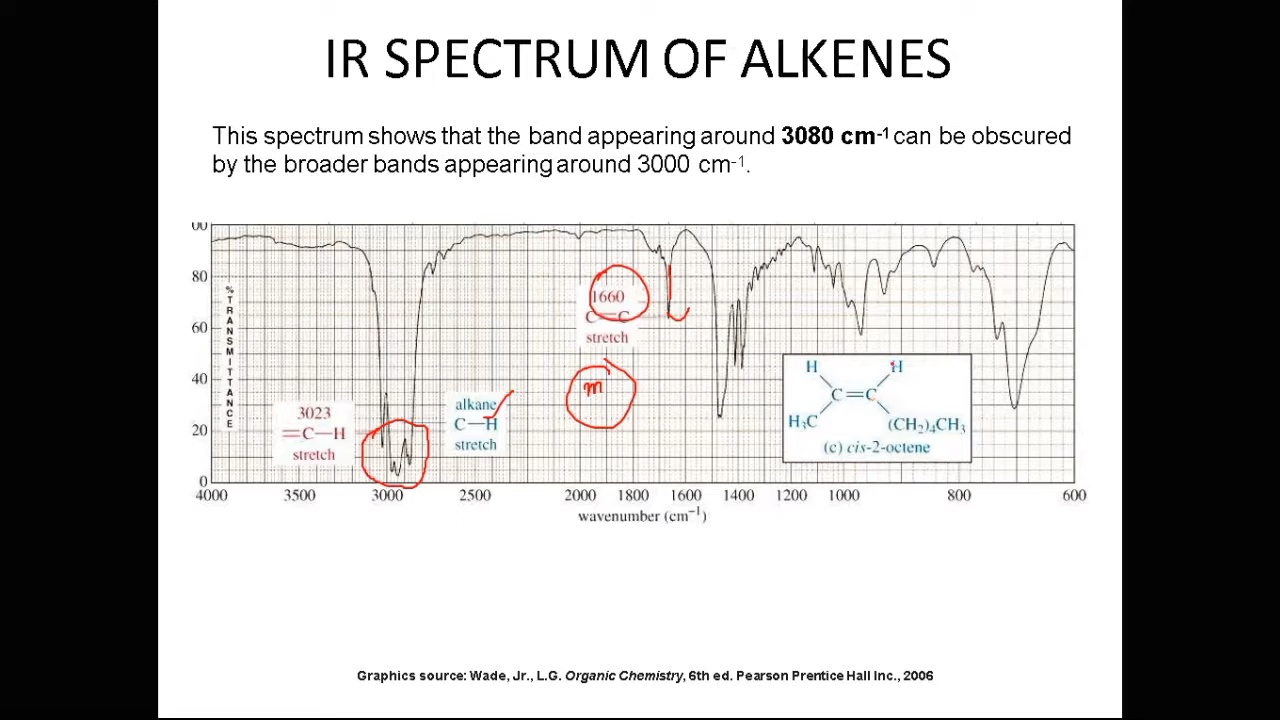 IR SPECTRUM OF ALKENES
This spectrum shows that the band appearing around 3080 cm-1 can be obscured
by the broader bands appearing around 3000 cm-1.
00
80
60
40
20
0
%TRANSMITTANCE
3023
=C—H
stretch
alkane
C—H
stretch
1660
C=C
stretch
m
H
H
C=C
H₃C
(CH₂)₄CH₃
(c) cis-2-octene
4000 3500 3000 2500 2000 1800 1600 1400 1200 1000 800 600
wavenumber (cm⁻¹)
Graphics source: Wade, Jr., L.G. Organic Chemistry, 6th ed. Pearson Prentice Hall Inc., 2006